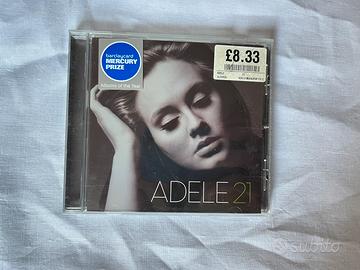 barclaycard
MERCURY
PRIZE
Albums of the Year
£8.33
ADELE 21
subito